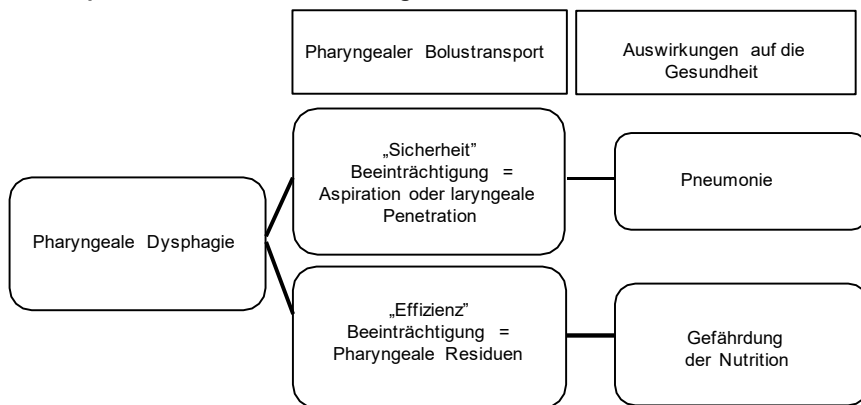 Pharyngealer Bolustransport
Auswirkungen auf die
Gesundheit
„Sicherheit”
Beeinträchtigung =
Aspiration oder laryngeale
Penetration
Pneumonie
Pharyngeale Dysphagie
„Effizienz”
Beeinträchtigung =
Pharyngeale Residuen
Gefährdung
der Nutrition